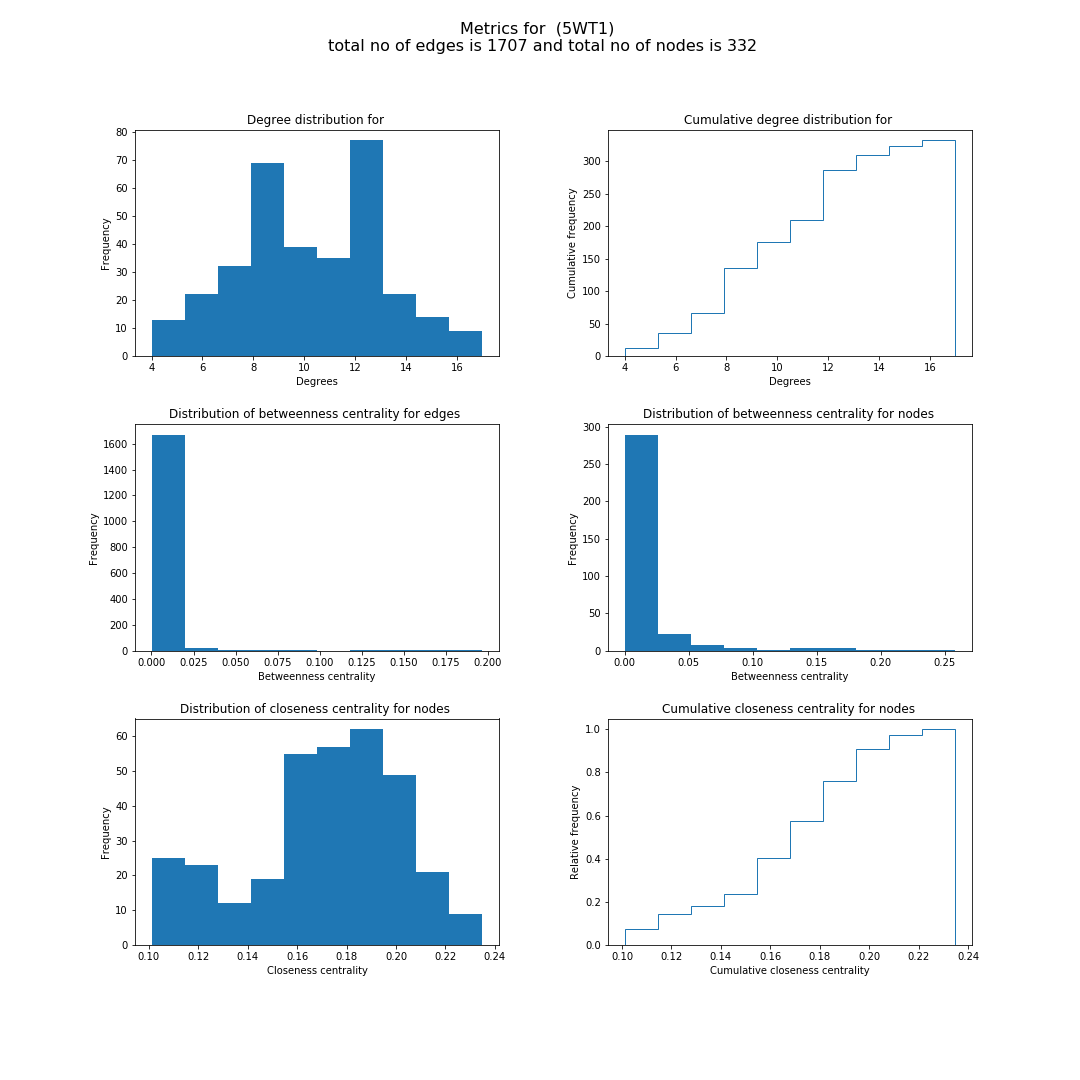 Metrics for  (5WT1)
total no of edges is 1707 and total no of nodes is 332
Degree distribution for
80
70
60
50
40
30
20
10
0
Frequency
4 6 8 10 12 14 16
Degrees
Cumulative degree distribution for
300
250
200
150
100
50
0
Cumulative frequency
4 6 8 10 12 14 16
Degrees
Distribution of betweenness centrality for edges
1600
1400
1200
1000
800
600
400
200
0
Frequency
0.000 0.025 0.050 0.075 0.100 0.125 0.150 0.175 0.200
Betweenness centrality
Distribution of betweenness centrality for nodes
300
250
200
150
100
50
0
Frequency
0.00 0.05 0.10 0.15 0.20 0.25
Betweenness centrality
Distribution of closeness centrality for nodes
60
50
40
30
20
10
0
Frequency
0.10 0.12 0.14 0.16 0.18 0.20 0.22 0.24
Closeness centrality
Cumulative closeness centrality for nodes
1.0
0.8
0.6
0.4
0.2
0.0
Relative frequency
0.10 0.12 0.14 0.16 0.18 0.20 0.22 0.24
Cumulative closeness centrality